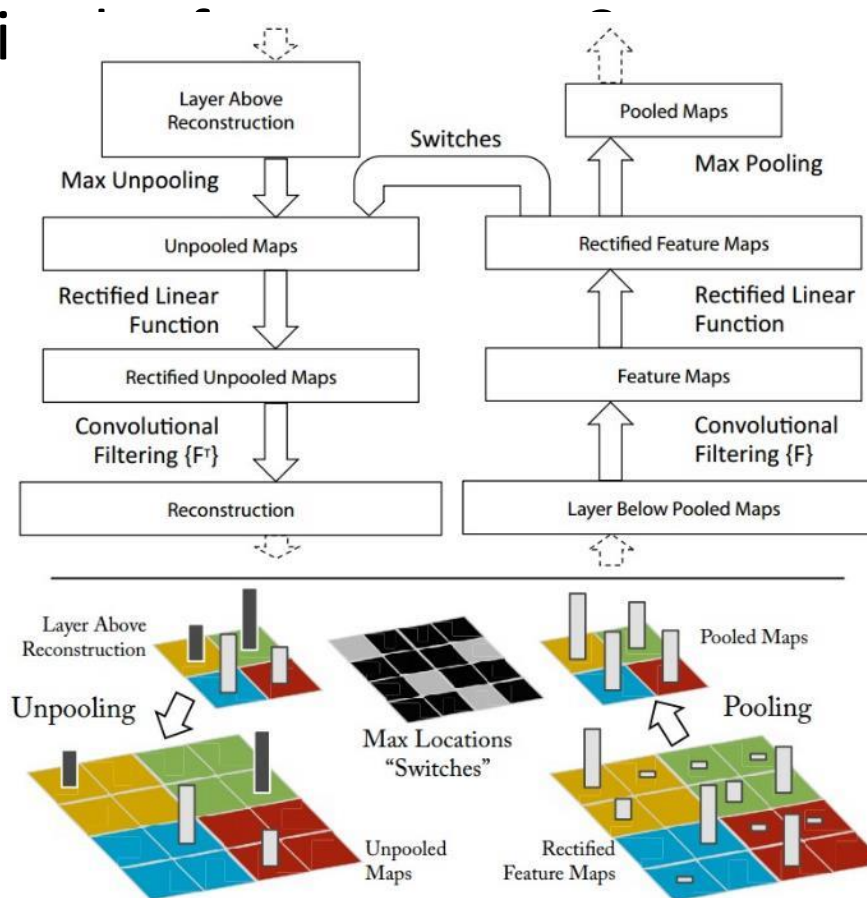 Layer Above
Reconstruction
Pooled Maps
Switches
Max Unpooling
Max Pooling
Unpooled Maps
Rectified Feature Maps
Rectified Linear
Function
Rectified Linear
Function
Rectified Unpooled Maps
Feature Maps
Convolutional
Filtering {Fᵀ}
Convolutional
Filtering {F}
Reconstruction
Layer Below Pooled Maps
Layer Above
Reconstruction
Pooled Maps
Unpooling
Pooling
Max Locations
“Switches”
Unpooled
Maps
Rectified
Feature Maps